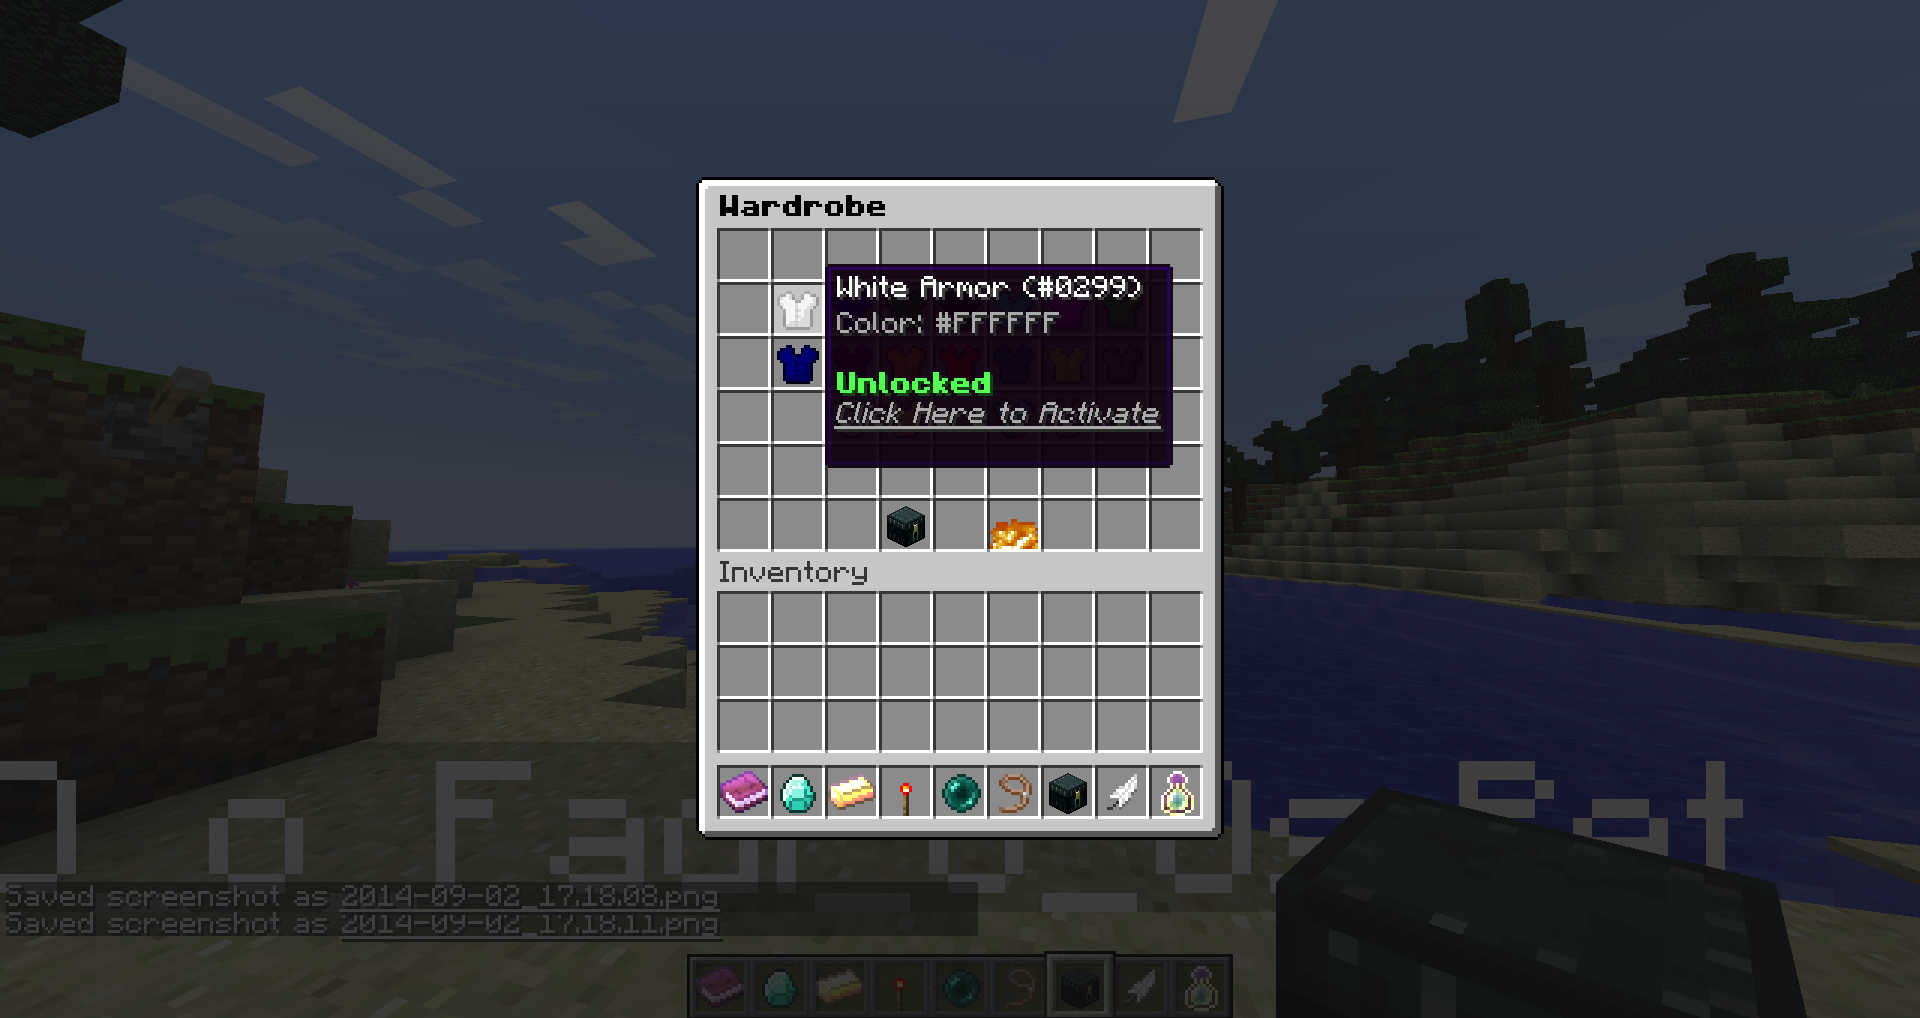 Wardrobe
White Armor (#0299)
Color: #FFFFFF
Unlocked
Click Here to Activate
Inventory
Saved screenshot as 2014-09-02_17.18.08.png
Saved screenshot as 2014-09-02_17.18.11.png